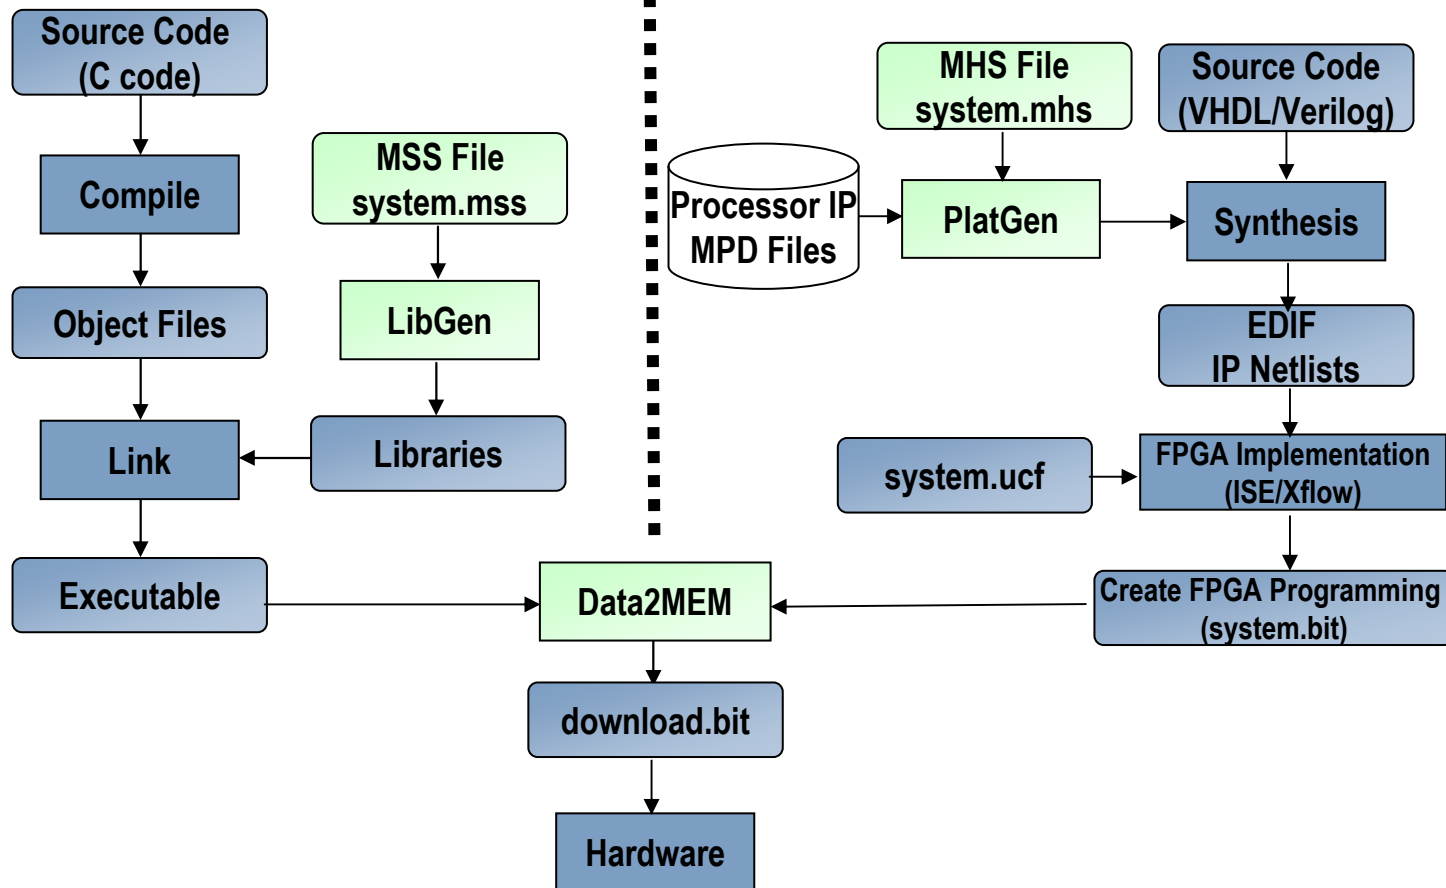 Source Code
(C code)
Compile
Object Files
Link
Executable
MSS File
system.mss
LibGen
Libraries
MHS File
system.mhs
Source Code
(VHDL/Verilog)
Processor IP
MPD Files
PlatGen
Synthesis
EDIF
IP Netlists
system.ucf
FPGA Implementation
(ISE/Xflow)
Create FPGA Programming
(system.bit)
Data2MEM
download.bit
Hardware